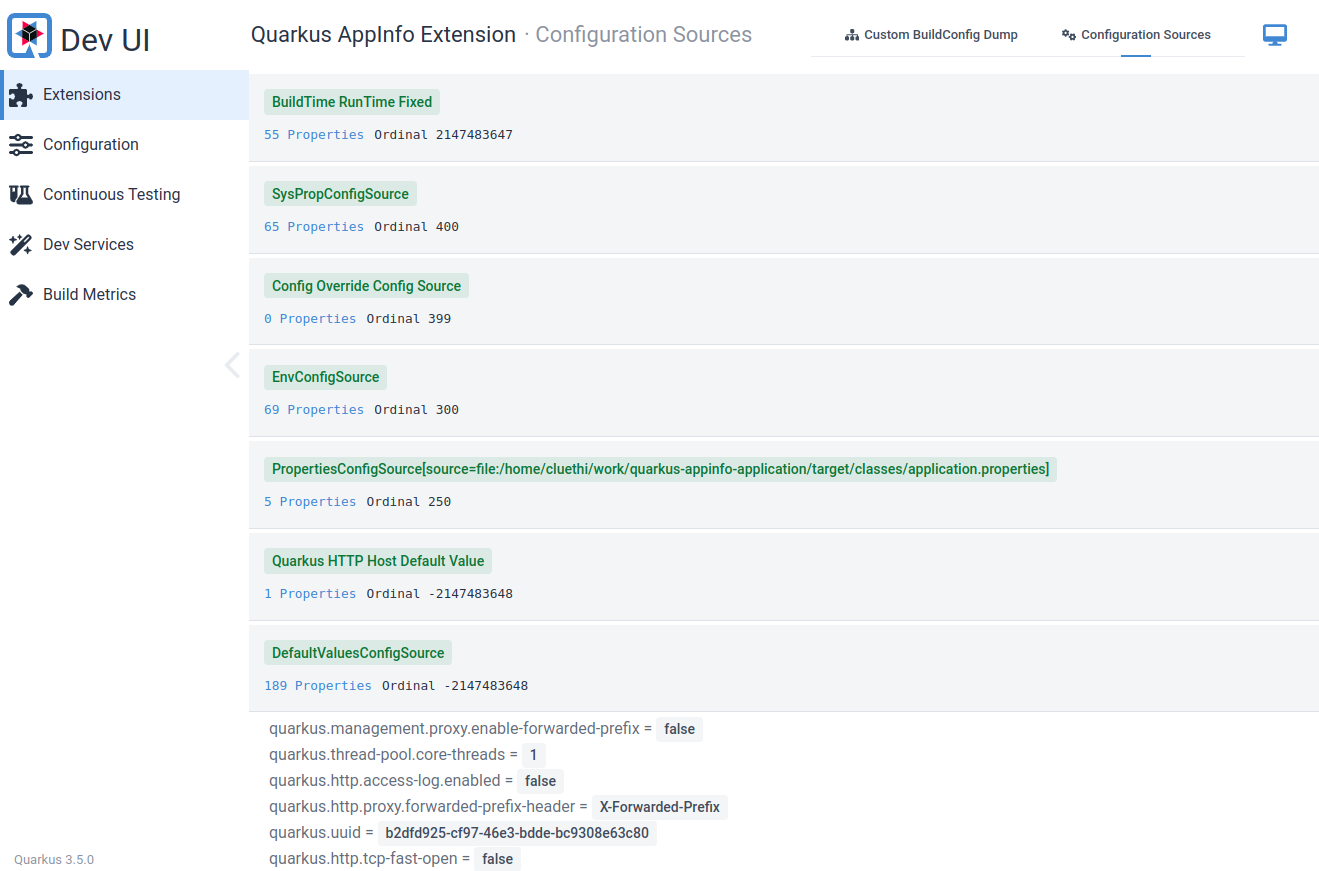 Dev UI
Quarkus AppInfo Extension · Configuration Sources
Custom BuildConfig Dump
Configuration Sources
Extensions
Configuration
Continuous Testing
Dev Services
Build Metrics
Quarkus 3.5.0
BuildTime RunTime Fixed
55 Properties Ordinal 2147483647
SysPropConfigSource
65 Properties Ordinal 400
Config Override Config Source
0 Properties Ordinal 399
EnvConfigSource
69 Properties Ordinal 300
PropertiesConfigSource[source=file:/home/cluethi/work/quarkus-appinfo-application/target/classes/application.properties]
5 Properties Ordinal 250
Quarkus HTTP Host Default Value
1 Properties Ordinal -2147483648
DefaultValuesConfigSource
189 Properties Ordinal -2147483648
quarkus.management.proxy.enable-forwarded-prefix = false
quarkus.thread-pool.core-threads = 1
quarkus.http.access-log.enabled = false
quarkus.http.proxy.forwarded-prefix-header = X-Forwarded-Prefix
quarkus.uuid = b2dfd925-cf97-46e3-bdde-bc9308e63c80
quarkus.http.tcp-fast-open = false